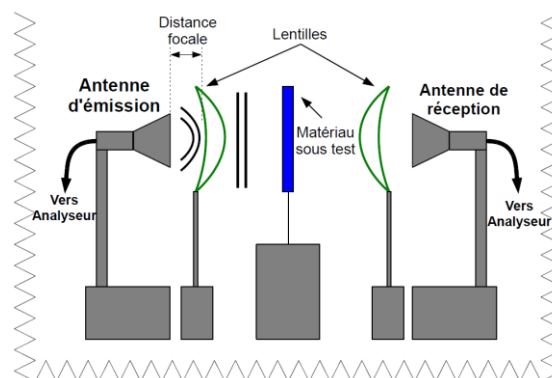 Distance
focale
Lentilles
Antenne
d'émission
Antenne de
réception
Matériau
sous test
Vers
Analyseur
Vers
Analyseur